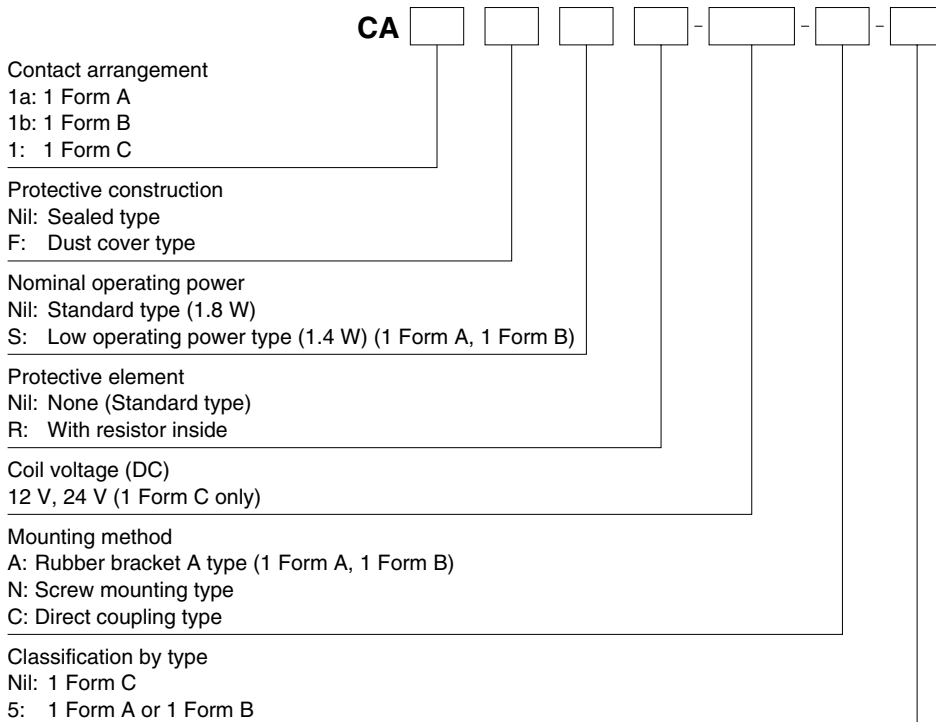 CA - - -
Contact arrangement
1a: 1 Form A
1b: 1 Form B
1: 1 Form C
Protective construction
Nil: Sealed type
F: Dust cover type
Nominal operating power
Nil: Standard type (1.8 W)
S: Low operating power type (1.4 W) (1 Form A, 1 Form B)
Protective element
Nil: None (Standard type)
R: With resistor inside
Coil voltage (DC)
12 V, 24 V (1 Form C only)
Mounting method
A: Rubber bracket A type (1 Form A, 1 Form B)
N: Screw mounting type
C: Direct coupling type
Classification by type
Nil: 1 Form C
5: 1 Form A or 1 Form B